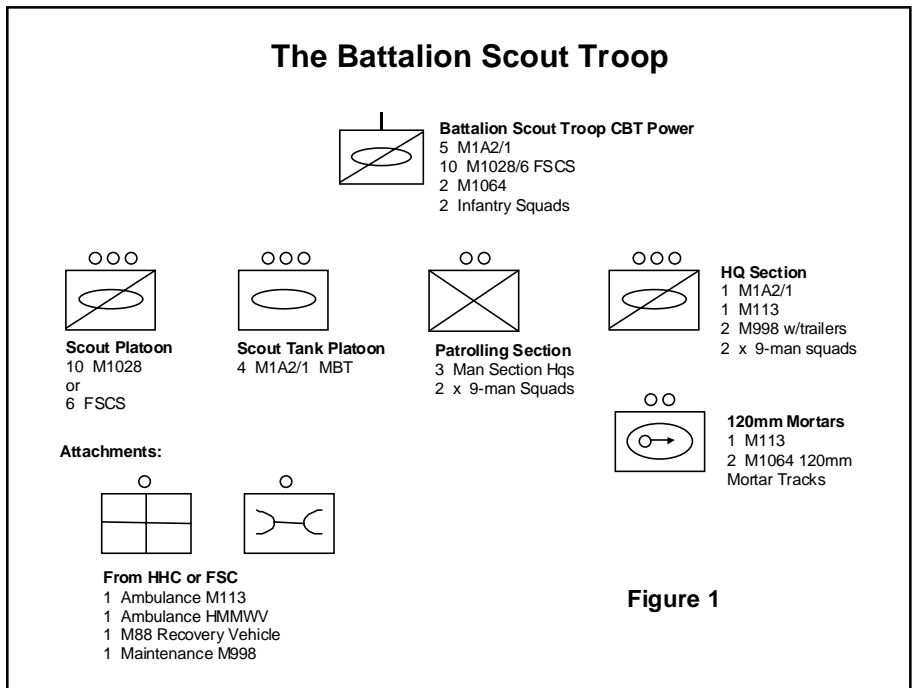 The Battalion Scout Troop
Battalion Scout Troop CBT Power
5 M1A2/1
10 M1028/6 FSCS
2 M1064
2 Infantry Squads
Scout Platoon
10 M1028
or
6 FSCS
Scout Tank Platoon
4 M1A2/1 MBT
Patrolling Section
3 Man Section Hqs
2 x 9-man Squads
HQ Section
1 M1A2/1
1 M113
2 M998 w/trailers
2 x 9-man squads
120mm Mortars
1 M113
2 M1064 120mm
Mortar Tracks
Attachments:
From HHC or FSC
1 Ambulance M113
1 Ambulance HMMWV
1 M88 Recovery Vehicle
1 Maintenance M998
Figure 1